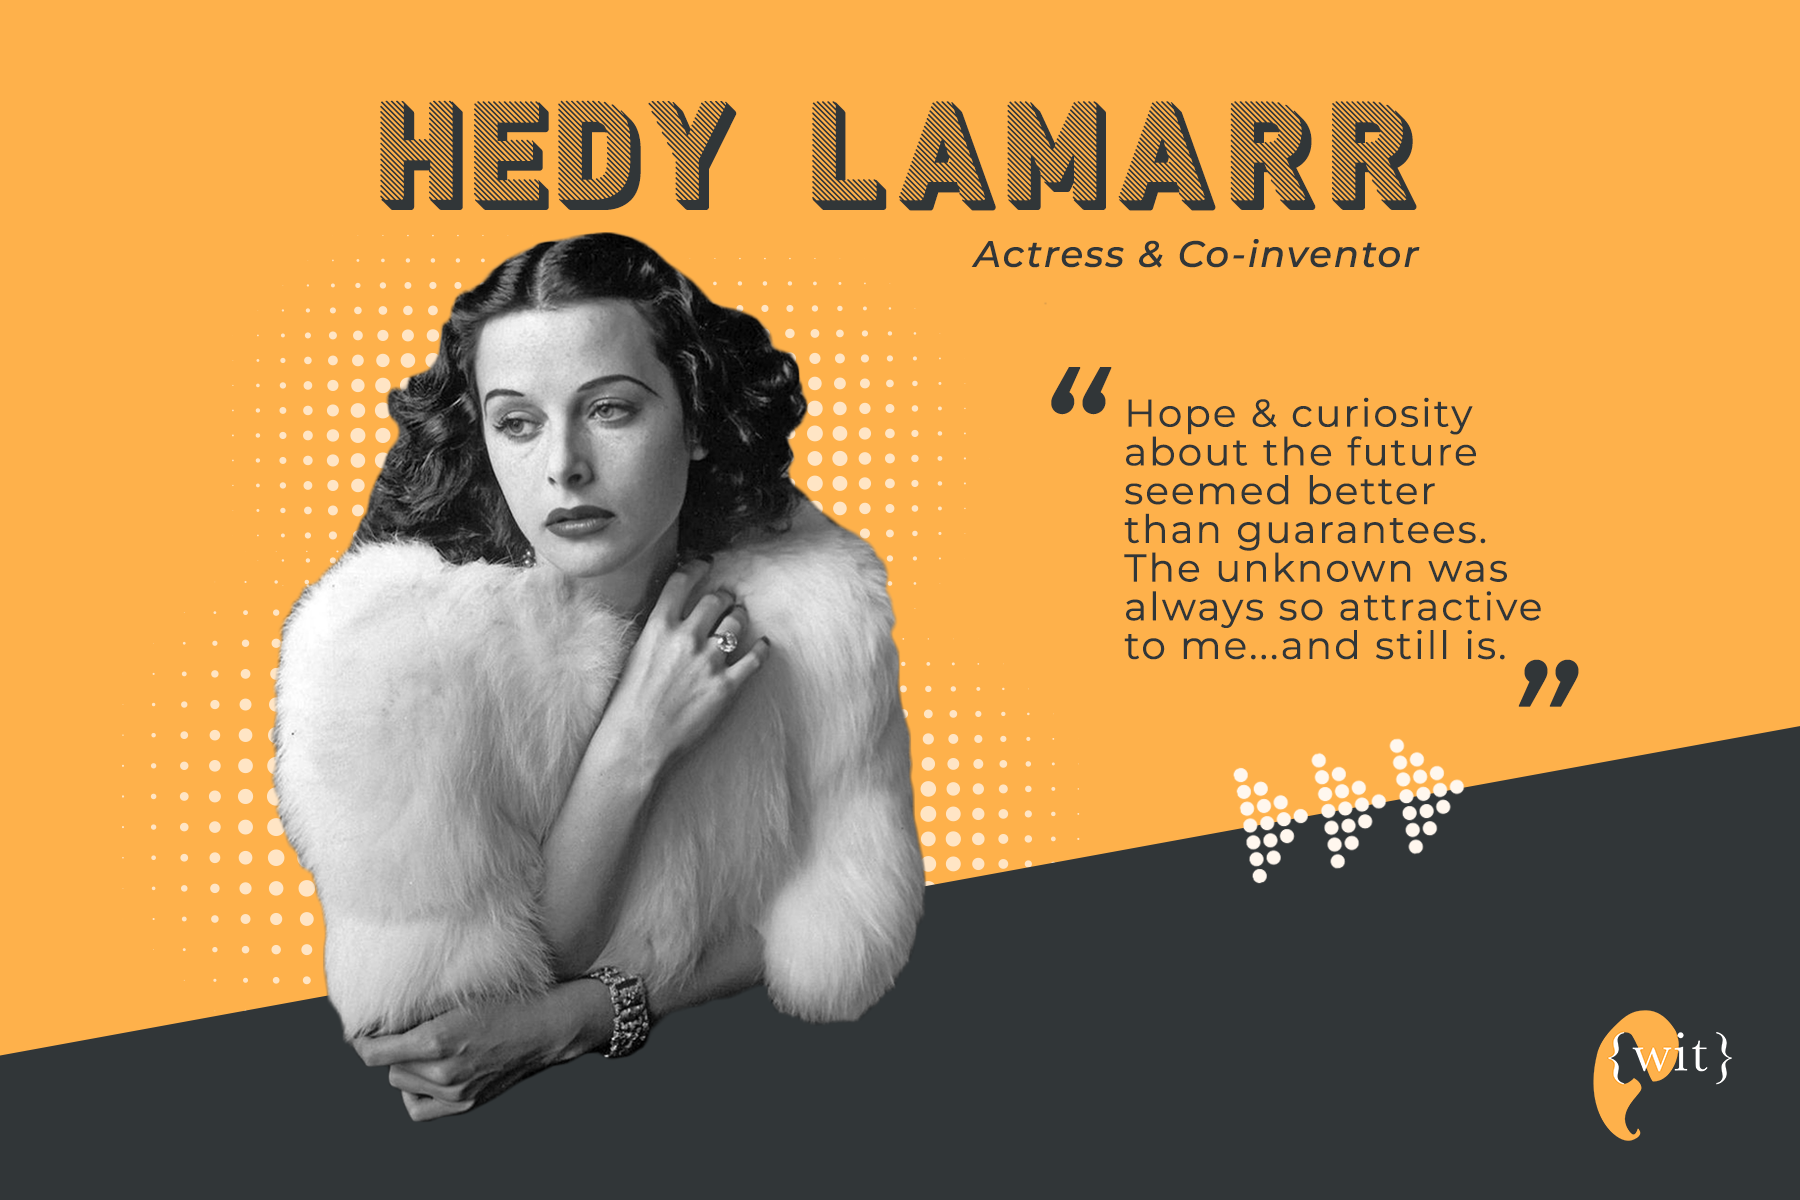 HEDY LAMARR
Actress & Co-inventor
“Hope & curiosity
about the future
seemed better
than guarantees.
The unknown was
always so attractive
to me...and still is.”
{wit}